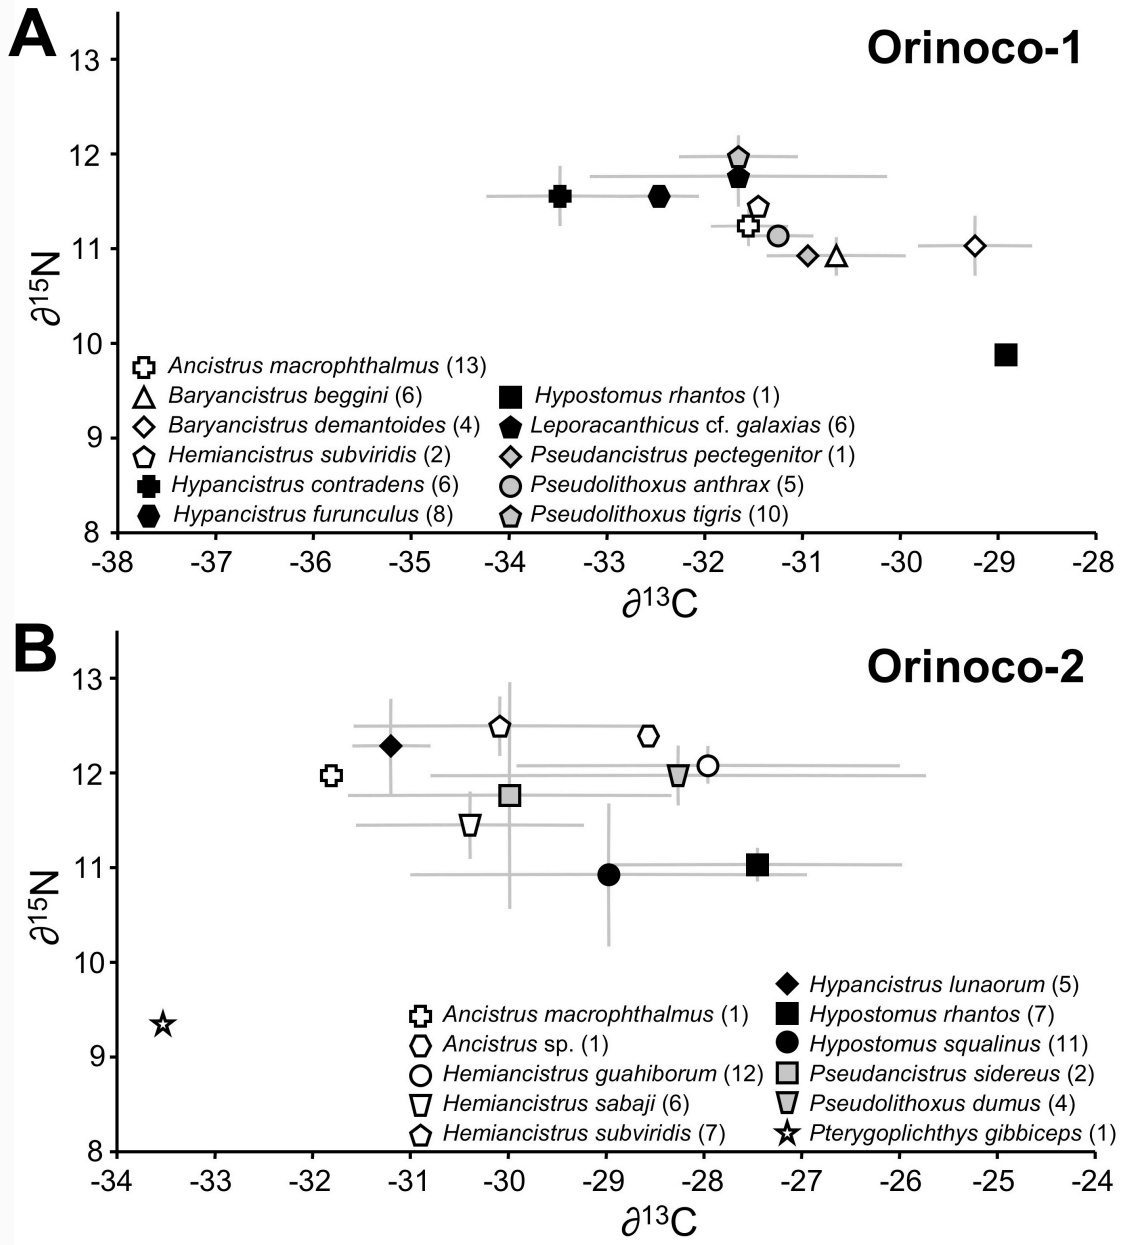 A
Orinoco-1
13
12
11
10
9
8
∂15N
Ancistrus macrophthalmus (13)
Baryancistrus beggini (6)
Baryancistrus demantoides (4)
Hemiancistrus subviridis (2)
Hypancistrus contradens (6)
Hypancistrus furunculus (8)
Hypostomus rhantos (1)
Leporacanthicus cf. galaxias (6)
Pseudancistrus pectegenitor (1)
Pseudolithoxus anthrax (5)
Pseudolithoxus tigris (10)
-38 -37 -36 -35 -34 -33 -32 -31 -30 -29 -28
∂13C
B
Orinoco-2
13
12
11
10
9
8
∂15N
Ancistrus macrophthalmus (1)
Ancistrus sp. (1)
Hemiancistrus guahiborum (12)
Hemiancistrus sabaji (6)
Hemiancistrus subviridis (7)
Hypancistrus lunaorum (5)
Hypostomus rhantos (7)
Hypostomus squalinus (11)
Pseudancistrus sidereus (2)
Pseudolithoxus dumus (4)
Pterygoplichthys gibbiceps (1)
-34 -33 -32 -31 -30 -29 -28 -27 -26 -25 -24
∂13C